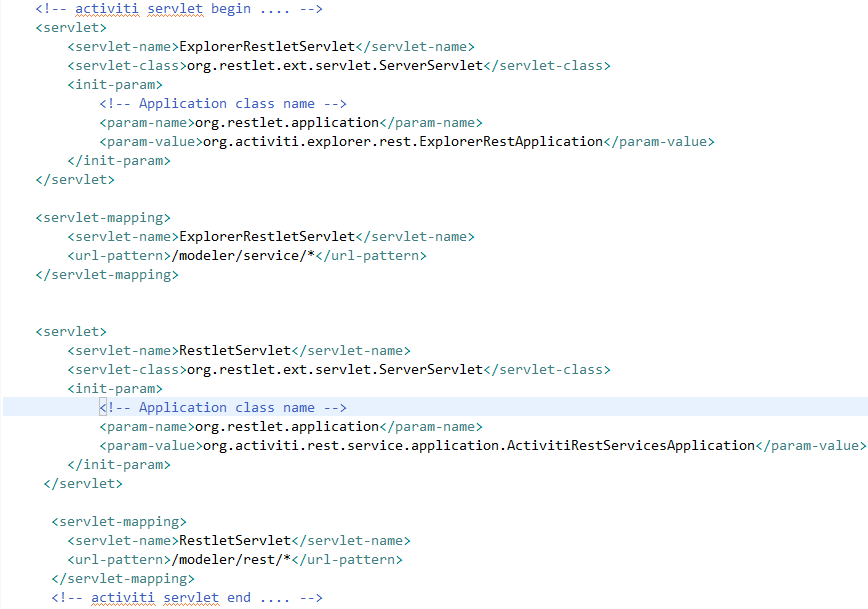 <!-- activiti servlet begin .... -->
<servlet>
<servlet-name>ExplorerRestletServlet</servlet-name>
<servlet-class>org.restlet.ext.servlet.ServerServlet</servlet-class>
<init-param>
<!-- Application class name -->
<param-name>org.restlet.application</param-name>
<param-value>org.activiti.explorer.rest.ExplorerRestApplication</param-value>
</init-param>
</servlet>
<servlet-mapping>
<servlet-name>ExplorerRestletServlet</servlet-name>
<url-pattern>/modeler/service/*</url-pattern>
</servlet-mapping>
<servlet>
<servlet-name>RestletServlet</servlet-name>
<servlet-class>org.restlet.ext.servlet.ServerServlet</servlet-class>
<init-param>
<!-- Application class name -->
<param-name>org.restlet.application</param-name>
<param-value>org.activiti.rest.service.application.ActivitiRestServicesApplication</param-value>
</init-param>
</servlet>
<servlet-mapping>
<servlet-name>RestletServlet</servlet-name>
<url-pattern>/modeler/rest/*</url-pattern>
</servlet-mapping>
<!-- activiti servlet end .... -->